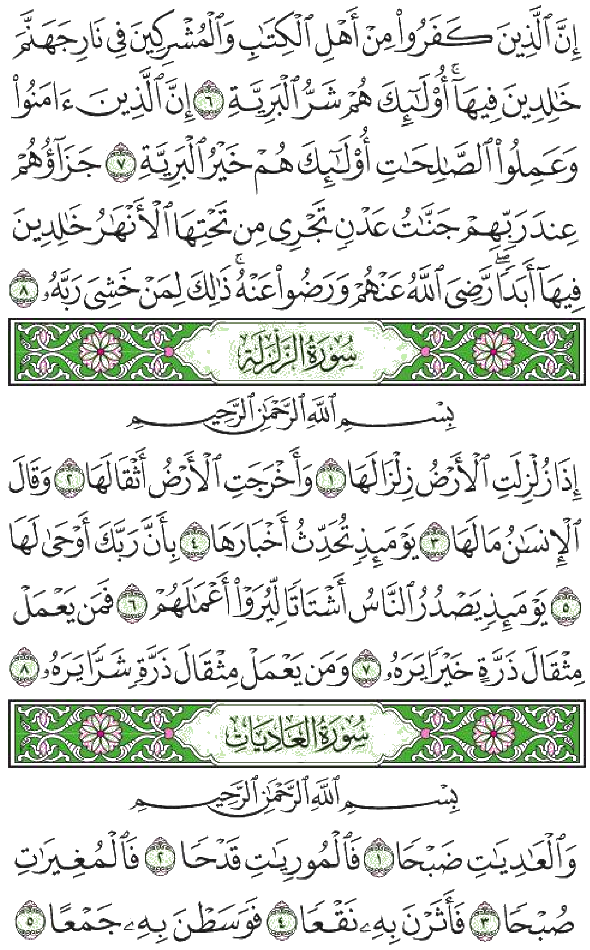 إِنَّ ٱلَّذِينَ كَفَرُواْ مِنْ أَهْلِ ٱلْكِتَٰبِ وَٱلْمُشْرِكِينَ فِى نَارِ جَهَنَّمَ
خَٰلِدِينَ فِيهَآ ۚ أُوْلَٰٓئِكَ هُمْ شَرُّ ٱلْبَرِيَّةِ ٦ إِنَّ ٱلَّذِينَ ءَامَنُواْ
وَعَمِلُواْ ٱلصَّٰلِحَٰتِ أُوْلَٰٓئِكَ هُمْ خَيْرُ ٱلْبَرِيَّةِ ٧ جَزَآؤُهُمْ
عِندَ رَبِّهِمْ جَنَّٰتُ عَدْنٍ تَجْرِى مِن تَحْتِهَا ٱلْأَنْهَٰرُ خَٰلِدِينَ
فِيهَآ أَبَدًا ۖ رَّضِىَ ٱللَّهُ عَنْهُمْ وَرَضُواْ عَنْهُ ۚ ذَٰلِكَ لِمَنْ خَشِىَ رَبَّهُۥ ٨
سُورَةُ الزَّلْزَلَةِ
بِسْمِ ٱللَّهِ ٱلرَّحْمَٰنِ ٱلرَّحِيمِ
إِذَا زُلْزِلَتِ ٱلْأَرْضُ زِلْزَالَهَا ١ وَأَخْرَجَتِ ٱلْأَرْضُ أَثْقَالَهَا ٢ وَقَالَ
ٱلْإِنسَٰنُ مَا لَهَا ٣ يَوْمَئِذٍ تُحَدِّثُ أَخْبَارَهَا ٤ بِأَنَّ رَبَّكَ أَوْحَىٰ لَهَا
٥ يَوْمَئِذٍ يَصْدُرُ ٱلنَّاسُ أَشْتَاتًا لِّيُرَوْاْ أَعْمَٰلَهُمْ ٦ فَمَن يَعْمَلْ
مِثْقَالَ ذَرَّةٍ خَيْرًا يَرَهُۥ ٧ وَمَن يَعْمَلْ مِثْقَالَ ذَرَّةٍ شَرًّا يَرَهُۥ ٨
سُورَةُ العَادِيَاتِ
بِسْمِ ٱللَّهِ ٱلرَّحْمَٰنِ ٱلرَّحِيمِ
وَٱلْعَٰدِيَٰتِ ضَبْحًا ١ فَٱلْمُورِيَٰتِ قَدْحًا ٢ فَٱلْمُغِيرَٰتِ
صُبْحًا ٣ فَأَثَرْنَ بِهِۦ نَقْعًا ٤ فَوَسَطْنَ بِهِۦ جَمْعًا ٥